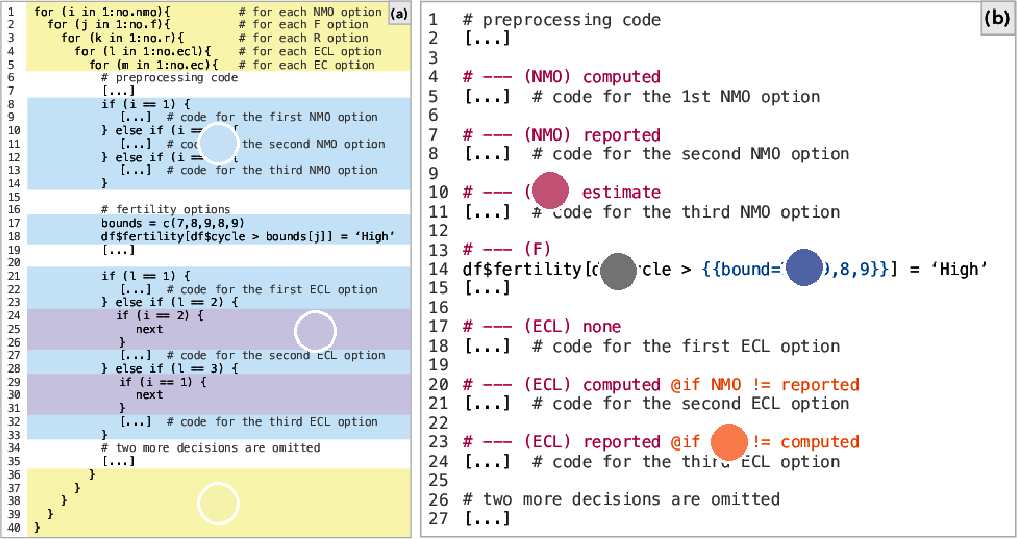 (a)
1 for (i in 1:no.nmo){ # for each NMO option
2 for (j in 1:no.f){ # for each F option
3 for (k in 1:no.r){ # for each R option
4 for (l in 1:no.ecl){ # for each ECL option
5 for (m in 1:no.ec){ # for each EC option
6 # preprocessing code
7 [...]
8 if (i == 1) {
9 [...] # code for the first NMO option
10 } else if (i == {
11 [...] # the second NMO option
12 } else if (i ==
13 [...] # code for the third NMO option
14 }
15
16 # fertility options
17 bounds = c(7,8,9,8,9)
18 df$fertility[df$cycle > bounds[j]] = ‘High’
19 [...]
20
21 if (l == 1) {
22 [...] # code for the first ECL option
23 } else if (l = 2) {
24 if (i == 2) {
25 next
26 }
27 [...] # code for the second ECL option
28 } else if (l == 3) {
29 if (i == 1) {
30 next
31 }
32 [...] # code for the third ECL option
33 }
34 # two more decisions are omitted
35 [...]
36 }
37 }
38 }
39 }
40 }
(b)
1 # preprocessing code
2 [...]
3
4 # --- (NMO) computed
5 [...] # code for the 1st NMO option
6
7 # --- (NMO) reported
8 [...] # code for the second NMO option
9
10 # --- ( estimate
11 [...] # code for the third NMO option
12
13 # --- (F)
14 df$fertility[ cle > {{bound= ,8,9}}] = ‘High’
15 [...]
16
17 # --- (ECL) none
18 [...] # code for the first ECL option
19
20 # --- (ECL) computed @if NMO != reported
21 [...] # code for the second ECL option
22
23 # --- (ECL) reported @if != computed
24 [...] # code for the third ECL option
25
26 # two more decisions are omitted
27 [...]